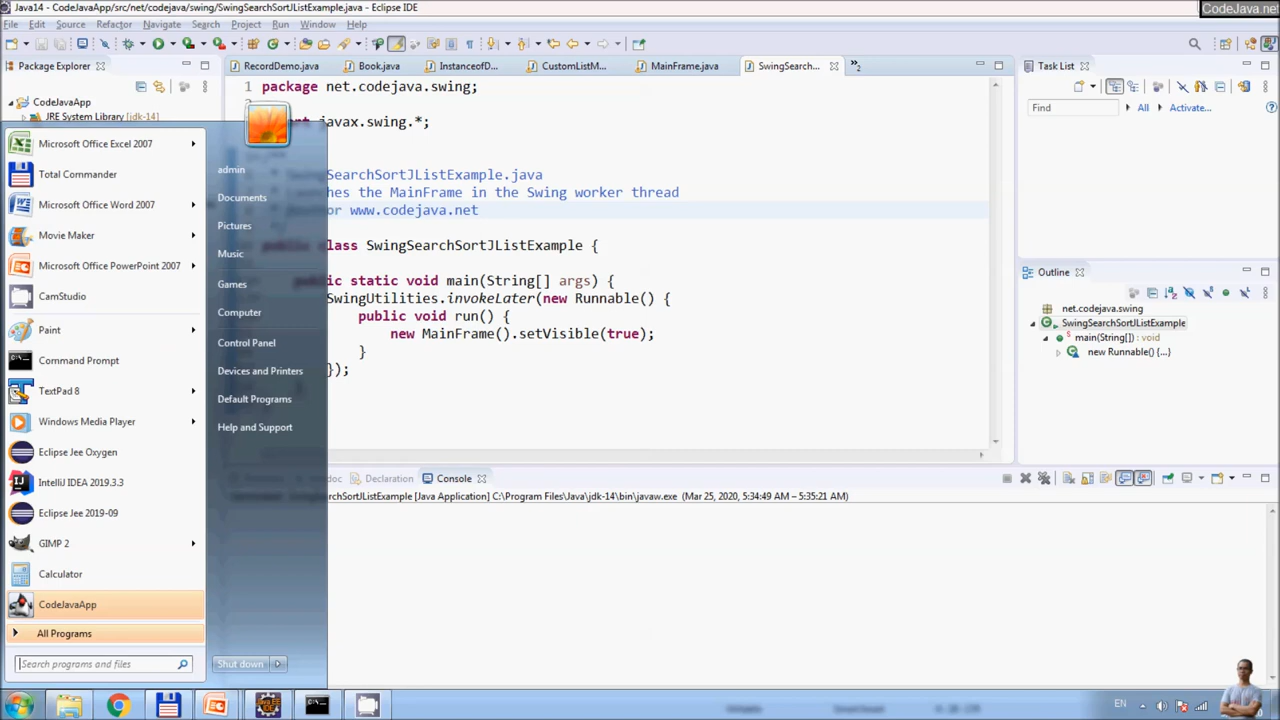 Java14 - CodeJavaApp/src/net/codejava/swing/SwingSearchSortJListExample.java - Eclipse IDE
CodeJava.net
File Edit Source Refactor Navigate Search Project Run Window Help
Package Explorer
RecordDemo.java
Book.java
InstanceofD...
CustomListM...
MainFrame.java
SwingSearch...
2
Task List
CodeJavaApp
JRE System Library [jdk-14]
Find
All
Activate...
1 package net.codejava.swing;
2
javax.swing.*;
SwingSearchSortJListExample.java
the MainFrame in the Swing worker thread
www.codejava.net
class SwingSearchSortJListExample {
public static void main(String[] args) {
SwingUtilities.invokeLater(new Runnable() {
public void run() {
new MainFrame().setVisible(true);
}
});
Outline
net.codejava.swing
SwingSearchSortJListExample
main(String[]) : void
new Runnable() {...}
Declaration
Console
SearchSortJListExample [Java Application] C:\Program Files\Java\jdk-14\bin\javaw.exe (Mar 25, 2020, 5:34:49 AM – 5:35:21 AM)
Microsoft Office Excel 2007
Total Commander
Microsoft Office Word 2007
Movie Maker
Microsoft Office PowerPoint 2007
CamStudio
Paint
Command Prompt
TextPad 8
Windows Media Player
Eclipse Jee Oxygen
IntelliJ IDEA 2019.3.3
Eclipse Jee 2019-09
GIMP 2
Calculator
CodeJavaApp
All Programs
Search programs and files
admin
Documents
Pictures
Music
Games
Computer
Control Panel
Devices and Printers
Default Programs
Help and Support
Shut down
Java EE
IDE
EN